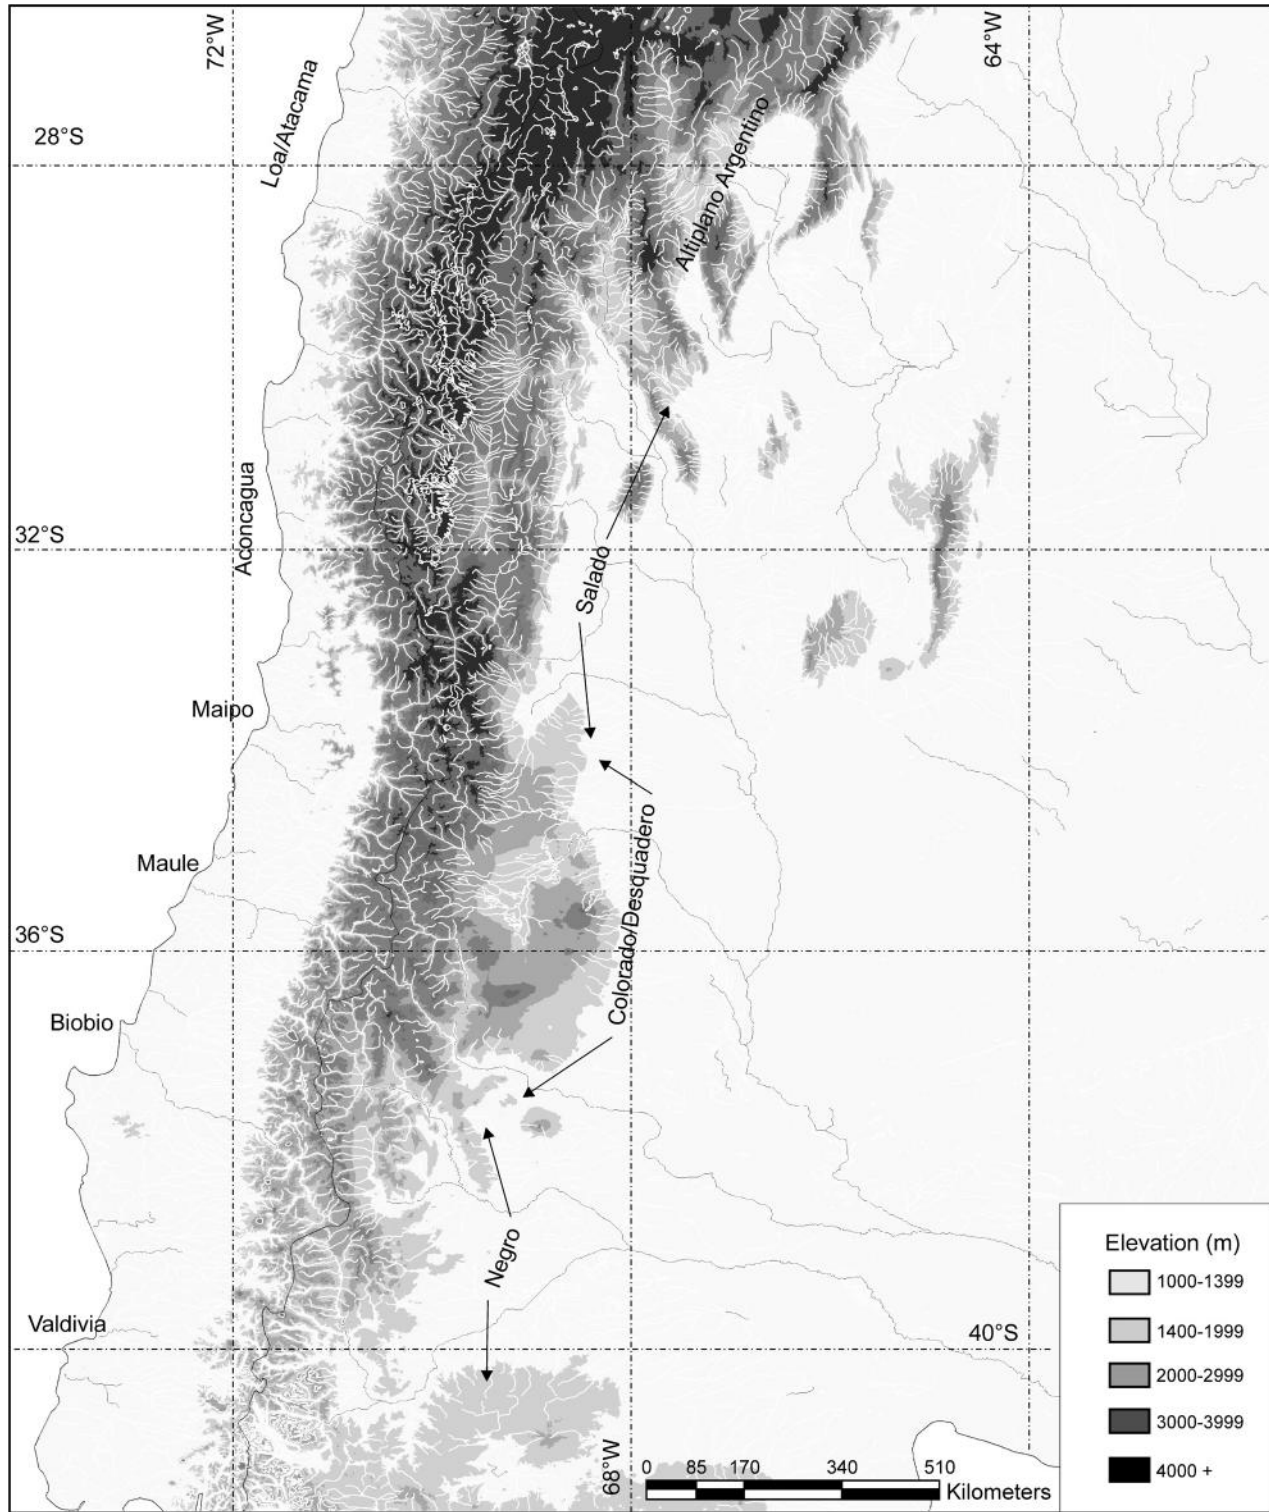 72°W
64°W
Loa/Atacama
28°S
Altiplano Argentino
Aconcagua
32°S
Salado
Maipo
Colorado/Desquadero
Maule
36°S
Biobio
Negro
Elevation (m)
1000-1399
1400-1999
2000-2999
3000-3999
4000 +
Valdivia
40°S
68°W
0 85 170 340 510
Kilometers